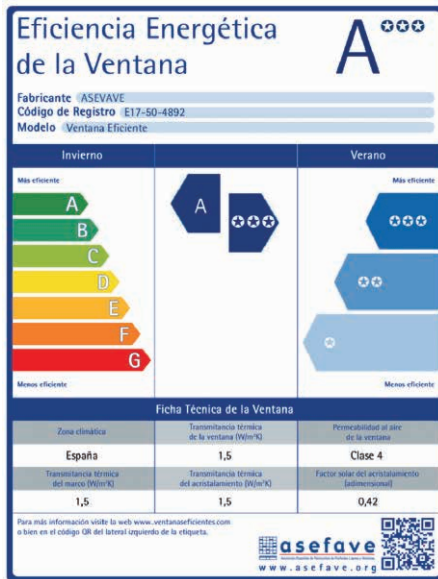 Eficiencia Energética
de la Ventana
A
Fabricante ASEVAVE
Código de Registro E17-50-4892
Modelo Ventana Eficiente
Invierno Verano
Más eficiente Más eficiente
A
B
C
D
E
F
G
A
Menos eficiente Menos eficiente
Ficha Técnica de la Ventana
Zona climática
Transmitancia térmica
de la ventana (W/m²K)
Permeabilidad al aire
de la ventana
España 1,5 Clase 4
Transmitancia térmica
del marco (W/m²K)
Transmitancia térmica
del acristalamiento (W/m²K)
Factor solar del acristalamiento
(adimensional)
1,5 1,5 0,42
Para más información visite la web www.ventanaseficientes.com
o bien en el código QR del lateral izquierdo de la etiqueta.
asefave
www.asefave.org